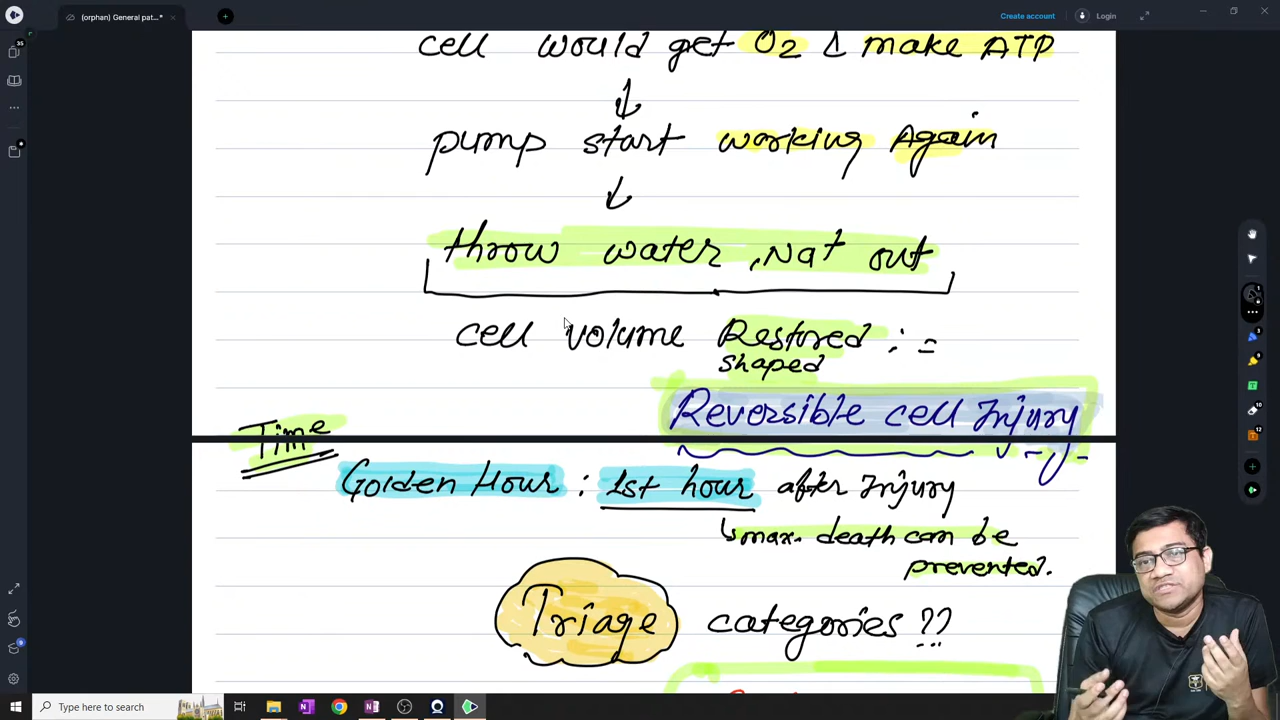 (orphan) General pat...*
Create account
Login
35
cell would get O2 & make ATP
pump start working Again
throw water, Na+ out
cell volume Restored : =
shaped
Reversible cell Injury
Time
Golden Hour : 1st hour after Injury
max. death can be
prevented.
Triage categories ??
Type here to search